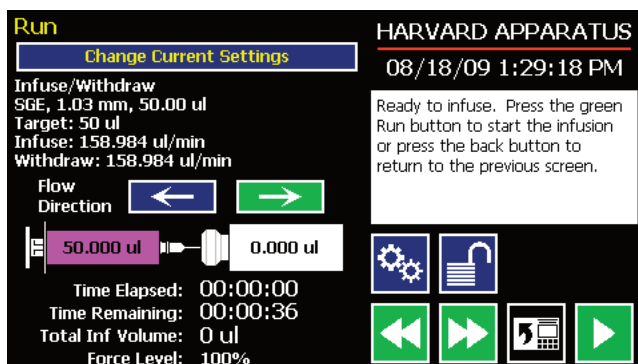 Run
Change Current Settings
Infuse/Withdraw
SGE, 1.03 mm, 50.00 ul
Target: 50 ul
Infuse: 158.984 ul/min
Withdraw: 158.984 ul/min
Flow
Direction
50.000 ul
0.000 ul
Time Elapsed: 00:00:00
Time Remaining: 00:00:36
Total Inf Volume: 0 ul
Force Level: 100%
HARVARD APPARATUS
08/18/09 1:29:18 PM
Ready to infuse. Press the green
Run button to start the infusion
or press the back button to
return to the previous screen.